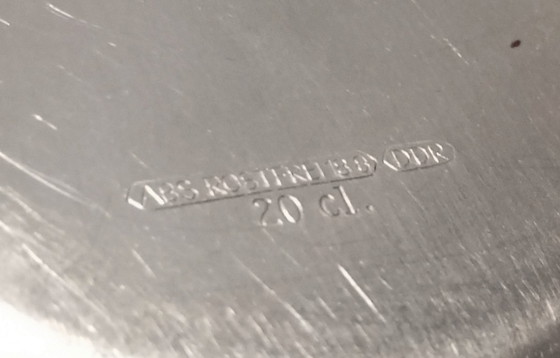 ABS ROSTFREI 18 8 DDR
20 cl.